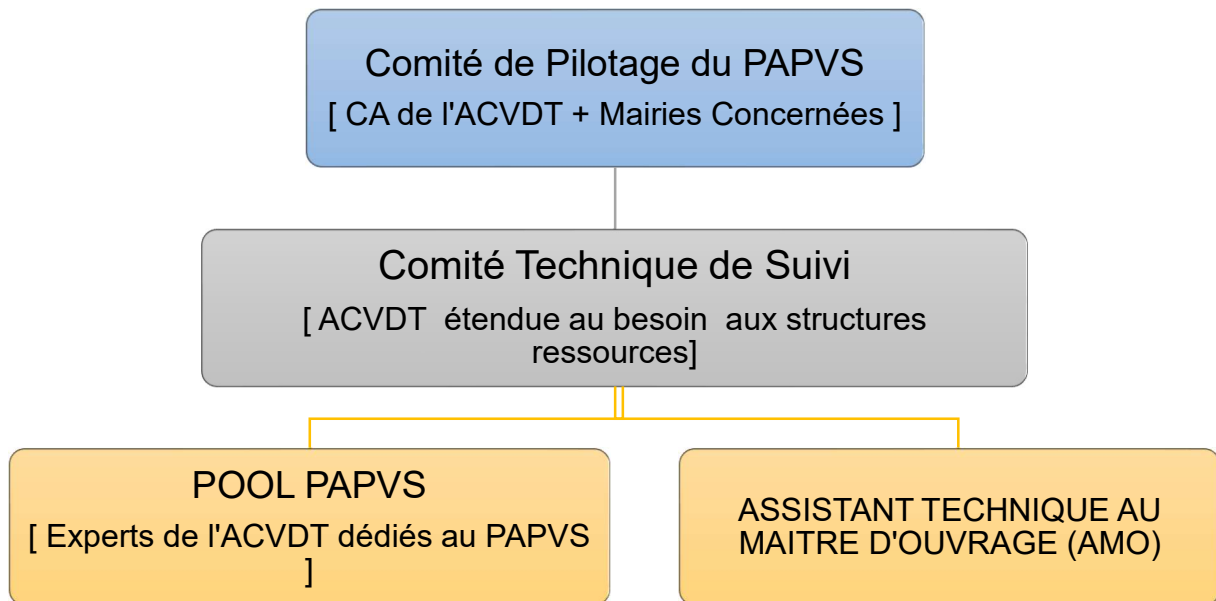 Comité de Pilotage du PAPVS
[ CA de l'ACVDT + Mairies Concernées ]
Comité Technique de Suivi
[ ACVDT étendue au besoin aux structures
ressources]
POOL PAPVS
[ Experts de l'ACVDT dédiés au PAPVS
]
ASSISTANT TECHNIQUE AU
MAITRE D'OUVRAGE (AMO)